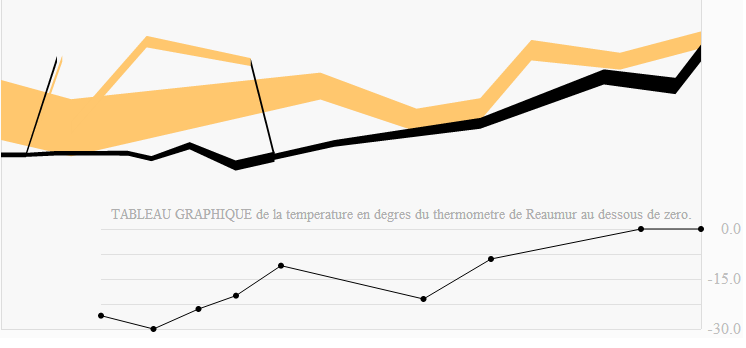 TABLEAU GRAPHIQUE de la temperature en degres du thermometre de Reaumur au dessous de zero.
0.0
-15.0
-30.0